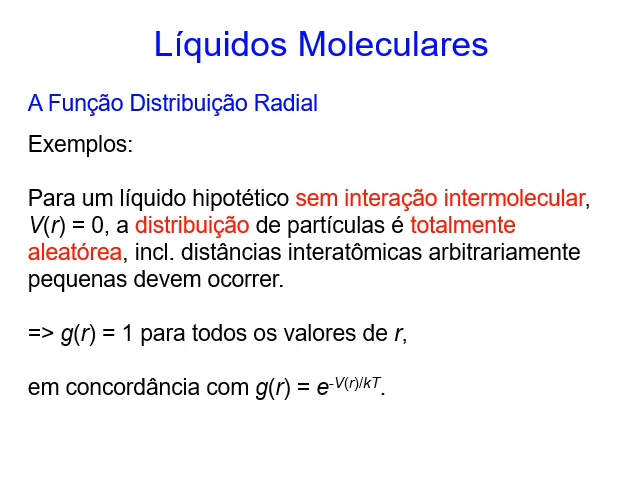 Líquidos Moleculares
A Função Distribuição Radial
Exemplos:
Para um líquido hipotético sem interação intermolecular,
V(r) = 0, a distribuição de partículas é totalmente
aleatórea, incl. distâncias interatômicas arbitrariamente
pequenas devem ocorrer.
=> g(r) = 1 para todos os valores de r,
em concordância com g(r) = e-V(r)/kT.